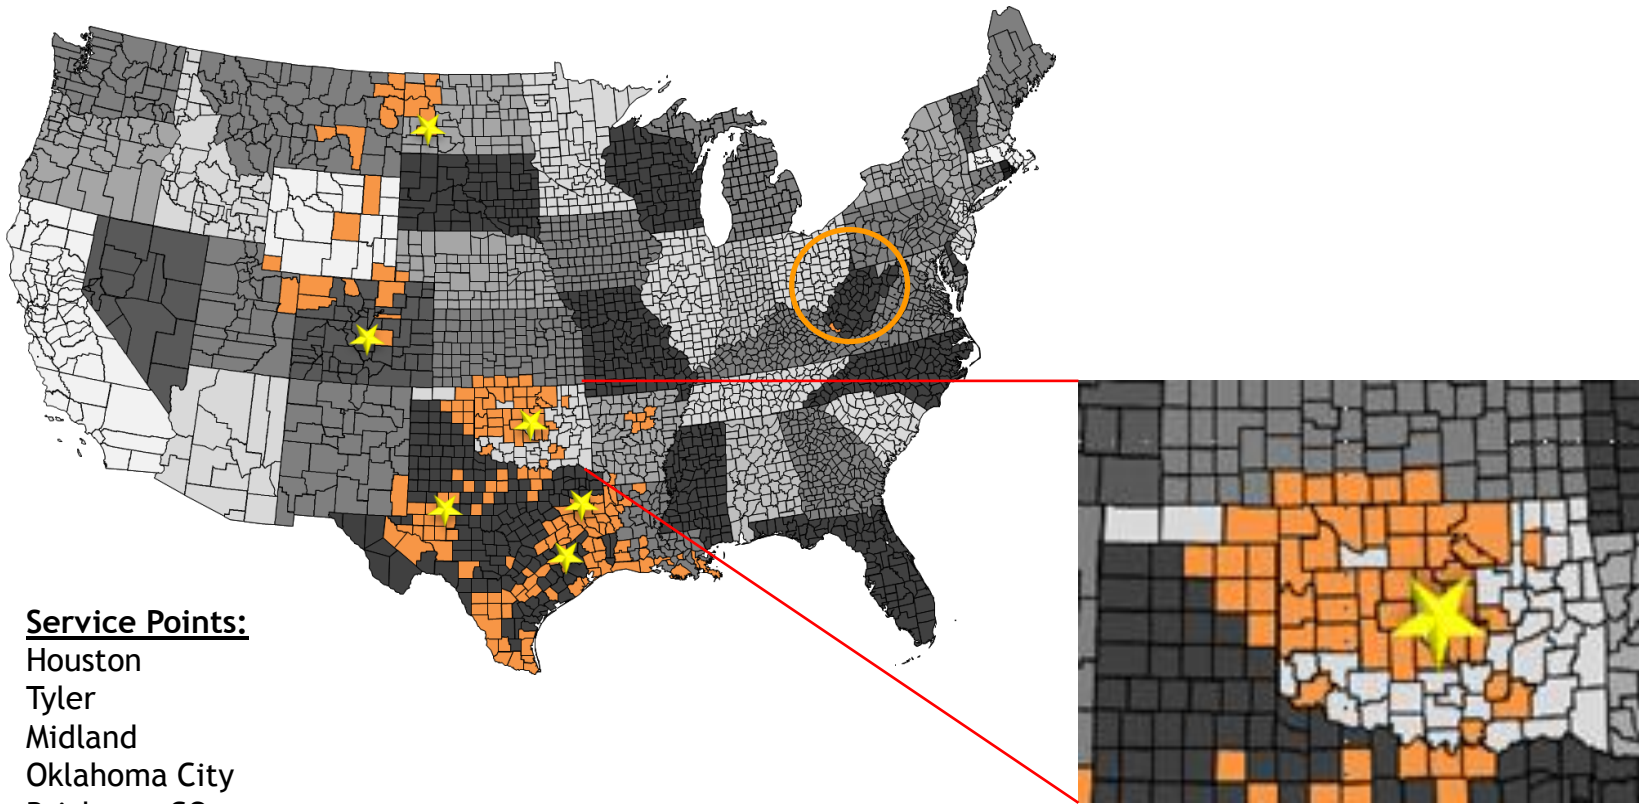 Service Points:
Houston
Tyler
Midland
Oklahoma City